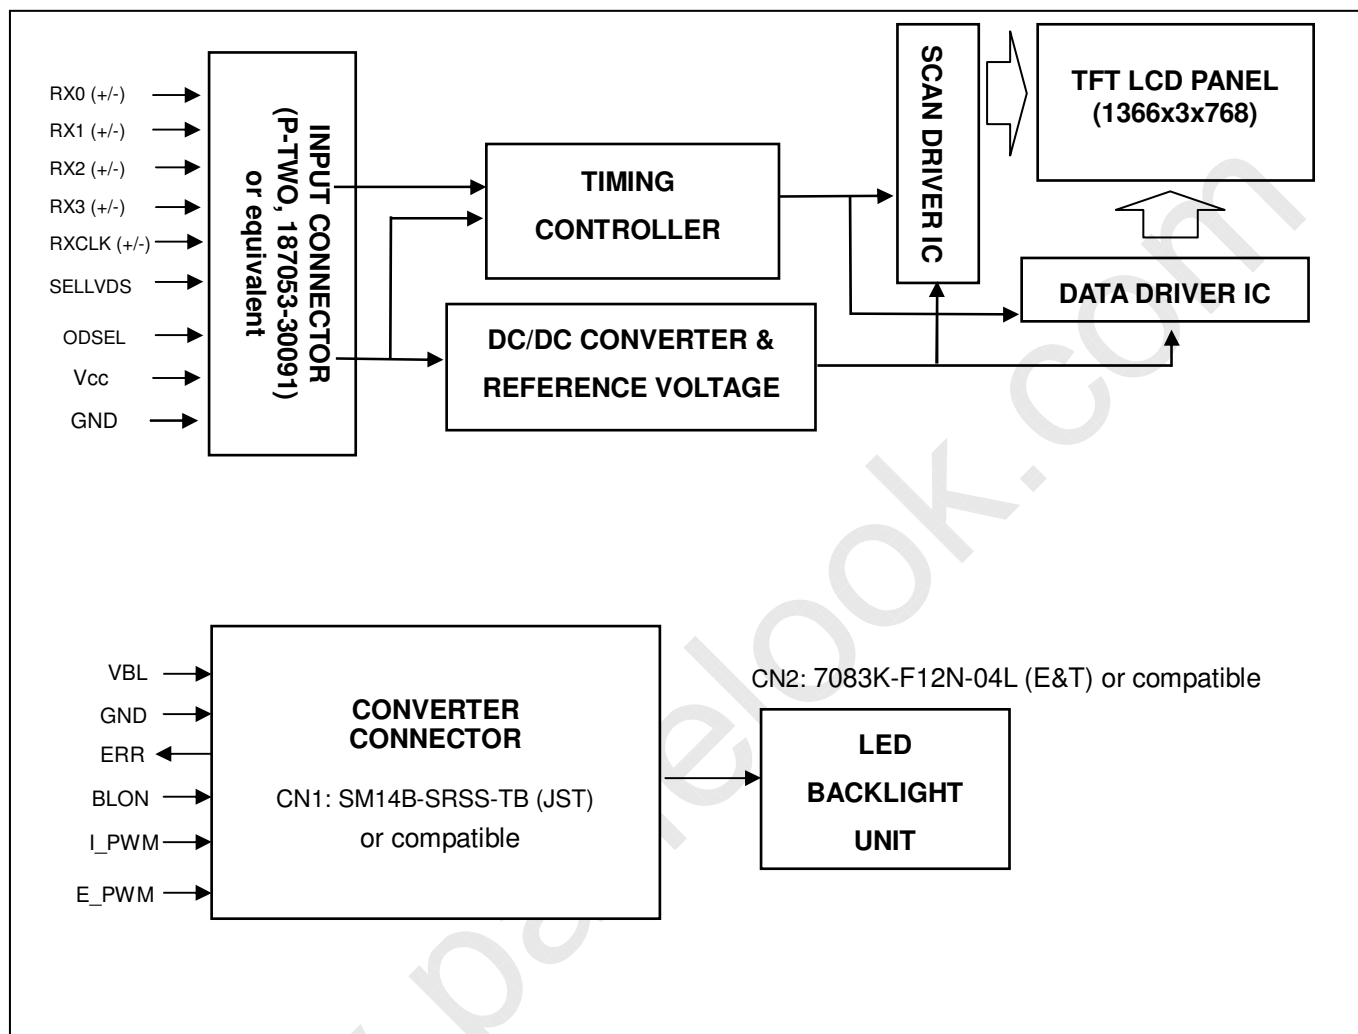 RX0 (+/-)
RX1 (+/-)
RX2 (+/-)
RX3 (+/-)
RXCLK (+/-)
SELLVDS
ODSEL
Vcc
GND
INPUT CONNECTOR
(P-TWO, 187053-30091)
or equivalent
TIMING
CONTROLLER
DC/DC CONVERTER &
REFERENCE VOLTAGE
SCAN DRIVER IC
TFT LCD PANEL
(1366x3x768)
DATA DRIVER IC
VBL
GND
ERR
BLON
I_PWM
E_PWM
CONVERTER
CONNECTOR
CN1: SM14B-SRSS-TB (JST)
or compatible
CN2: 7083K-F12N-04L (E&T) or compatible
LED
BACKLIGHT
UNIT